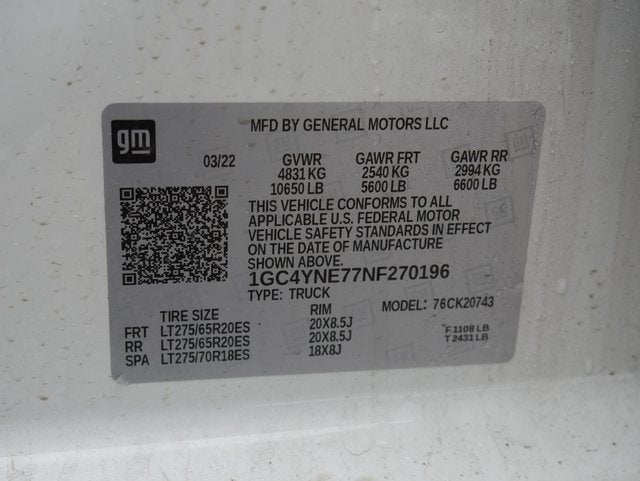 gm
MFD BY GENERAL MOTORS LLC
03/22 GVWR GAWR FRT GAWR RR
4831 KG 2540 KG 2994 KG
10650 LB 5600 LB 6600 LB
THIS VEHICLE CONFORMS TO ALL
APPLICABLE U.S. FEDERAL MOTOR
VEHICLE SAFETY STANDARDS IN EFFECT
ON THE DATE OF MANUFACTURE
SHOWN ABOVE.
1GC4YNE77NF270196
TYPE: TRUCK MODEL: 76CK20743
TIRE SIZE RIM
FRT LT275/65R20ES 20X8.5J
RR LT275/65R20ES 20X8.5J
SPA LT275/70R18ES 18X8J
F 1108 LB
T 2431 LB